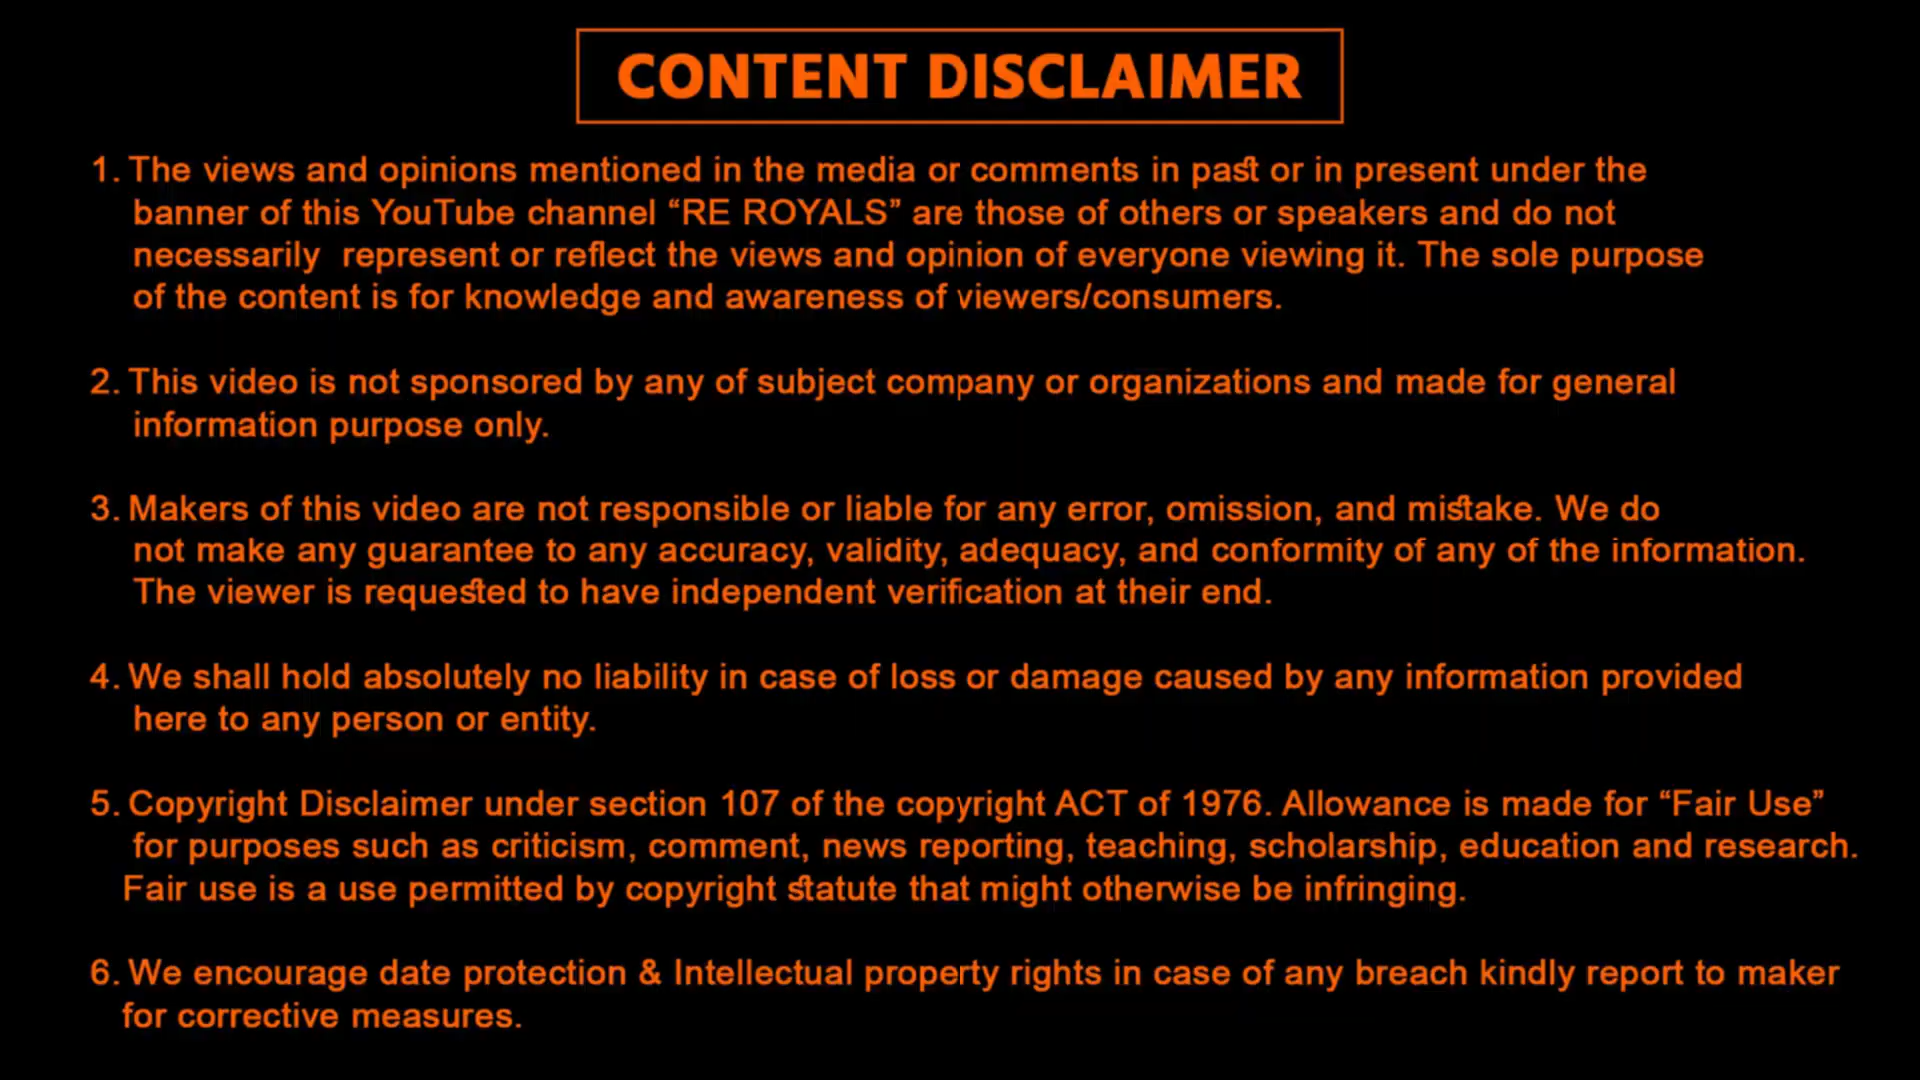 CONTENT DISCLAIMER
1. The views and opinions mentioned in the media or comments in past or in present under the
banner of this YouTube channel “RE ROYALS” are those of others or speakers and do not
necessarily represent or reflect the views and opinion of everyone viewing it. The sole purpose
of the content is for knowledge and awareness of viewers/consumers.
2. This video is not sponsored by any of subject company or organizations and made for general
information purpose only.
3. Makers of this video are not responsible or liable for any error, omission, and mistake. We do
not make any guarantee to any accuracy, validity, adequacy, and conformity of any of the information.
The viewer is requested to have independent verification at their end.
4. We shall hold absolutely no liability in case of loss or damage caused by any information provided
here to any person or entity.
5. Copyright Disclaimer under section 107 of the copyright ACT of 1976. Allowance is made for “Fair Use”
for purposes such as criticism, comment, news reporting, teaching, scholarship, education and research.
Fair use is a use permitted by copyright statute that might otherwise be infringing.
6. We encourage date protection & Intellectual property rights in case of any breach kindly report to maker
for corrective measures.